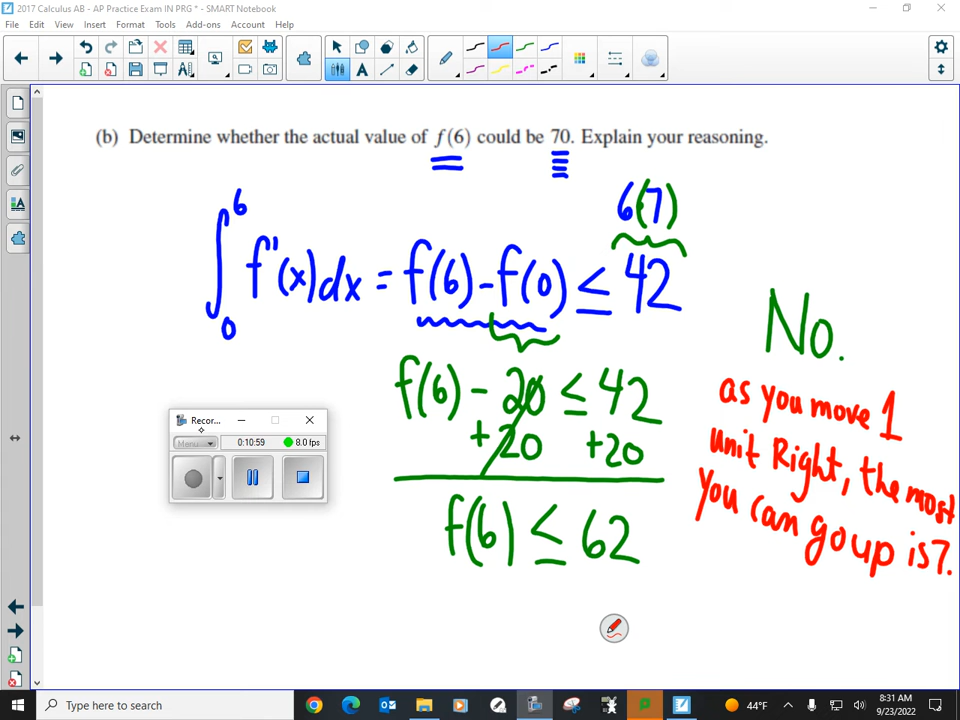 2017 Calculus AB - AP Practice Exam IN PRG * - SMART Notebook
File Edit View Insert Format Tools Add-ons Account Help
(b) Determine whether the actual value of f(6) could be 70. Explain your reasoning.
6(7)
∫₀⁶ f'(x)dx = f(6) - f(0) ≤ 42
No.
f(6) - 20 ≤ 42
+20 +20
f(6) ≤ 62
as you move 1
unit Right, the most
you can go up is 7.
Recor...
Menu
0:10:59 8.0 fps
Type here to search
44°F
8:31 AM
9/23/2022